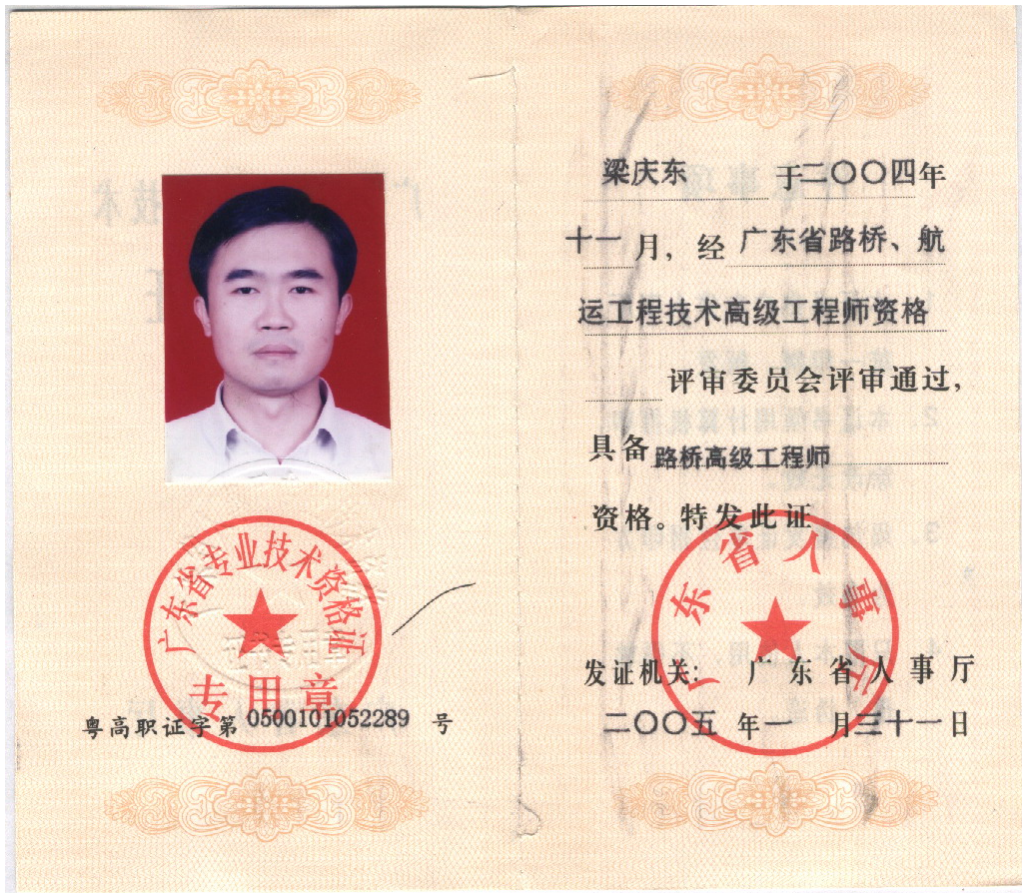 广东省专业技术资格证
专用章
粤高职证字第 0500101052289 号
梁庆东 于二〇〇四年
十一月，经 广东省路桥、航
运工程技术高级工程师资格
评审委员会评审通过，
具备 路桥高级工程师
资格。特发此证
广东省人事厅
发证机关：广东省人事厅
二〇〇五 年 一 月 三十一 日